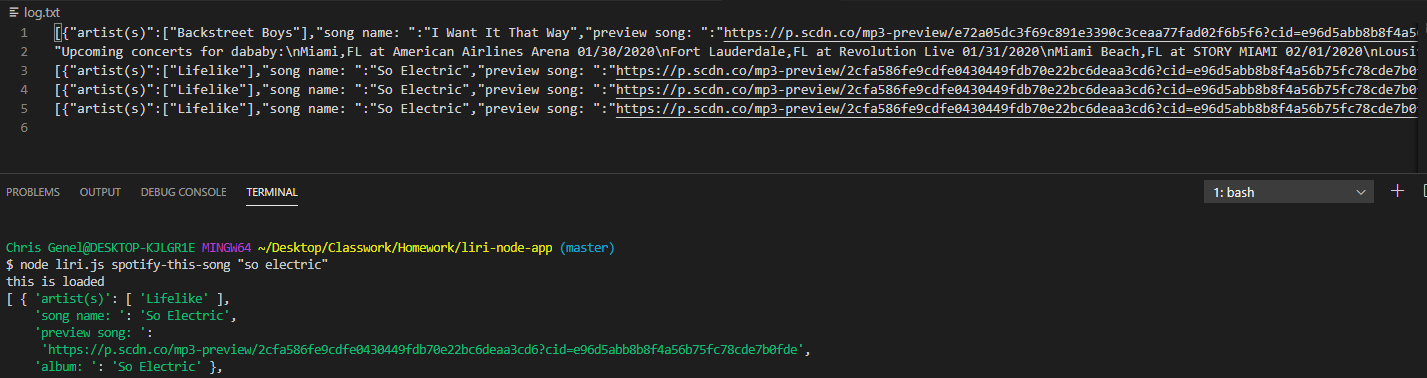 log.txt
1 [{"artist(s)":["Backstreet Boys"],"song name: ":"I Want It That Way","preview song: ":"https://p.scdn.co/mp3-preview/e72a05dc3f69c891e3390c3ceaa77fad02f6b5f6?cid=e96d5abb8b8f4a5
2 "Upcoming concerts for dababy:\nMiami,FL at American Airlines Arena 01/30/2020\nFort Lauderdale,FL at Revolution Live 01/31/2020\nMiami Beach,FL at STORY MIAMI 02/01/2020\nLousi
3 [{"artist(s)":["Lifelike"],"song name: ":"So Electric","preview song: ":"https://p.scdn.co/mp3-preview/2cfa586fe9cdfe0430449fdb70e22bc6deaa3cd6?cid=e96d5abb8b8f4a56b75fc78cde7b0
4 [{"artist(s)":["Lifelike"],"song name: ":"So Electric","preview song: ":"https://p.scdn.co/mp3-preview/2cfa586fe9cdfe0430449fdb70e22bc6deaa3cd6?cid=e96d5abb8b8f4a56b75fc78cde7b0
5 [{"artist(s)":["Lifelike"],"song name: ":"So Electric","preview song: ":"https://p.scdn.co/mp3-preview/2cfa586fe9cdfe0430449fdb70e22bc6deaa3cd6?cid=e96d5abb8b8f4a56b75fc78cde7b0
6
PROBLEMS OUTPUT DEBUG CONSOLE TERMINAL 1: bash
Chris Genel@DESKTOP-KJLGR1E MINGW64 ~/Desktop/Classwork/Homework/liri-node-app (master)
$ node liri.js spotify-this-song "so electric"
this is loaded
[ { 'artist(s)': [ 'Lifelike' ],
'song name: ': 'So Electric',
'preview song: ':
'https://p.scdn.co/mp3-preview/2cfa586fe9cdfe0430449fdb70e22bc6deaa3cd6?cid=e96d5abb8b8f4a56b75fc78cde7b0fde',
'album: ': 'So Electric' },